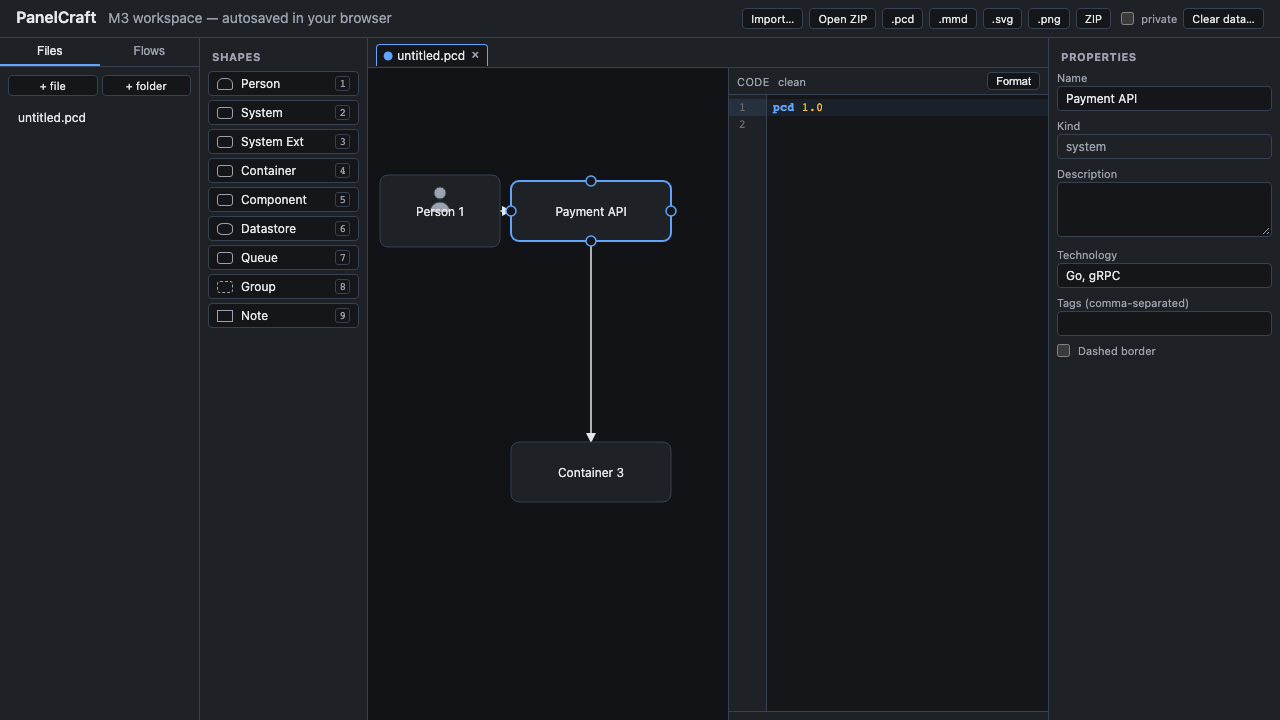 PanelCraft
M3 workspace — autosaved in your browser
Import...
Open ZIP
.pcd
.mmd
.svg
.png
ZIP
private
Clear data...
Files
Flows
+ file
+ folder
untitled.pcd
SHAPES
Person 1
System 2
System Ext 3
Container 4
Component 5
Datastore 6
Queue 7
Group 8
Note 9
untitled.pcd ×
Person 1
Payment API
Container 3
CODE clean
Format
1 pcd 1.0
2
PROPERTIES
Name
Payment API
Kind
system
Description
Technology
Go, gRPC
Tags (comma-separated)
Dashed border